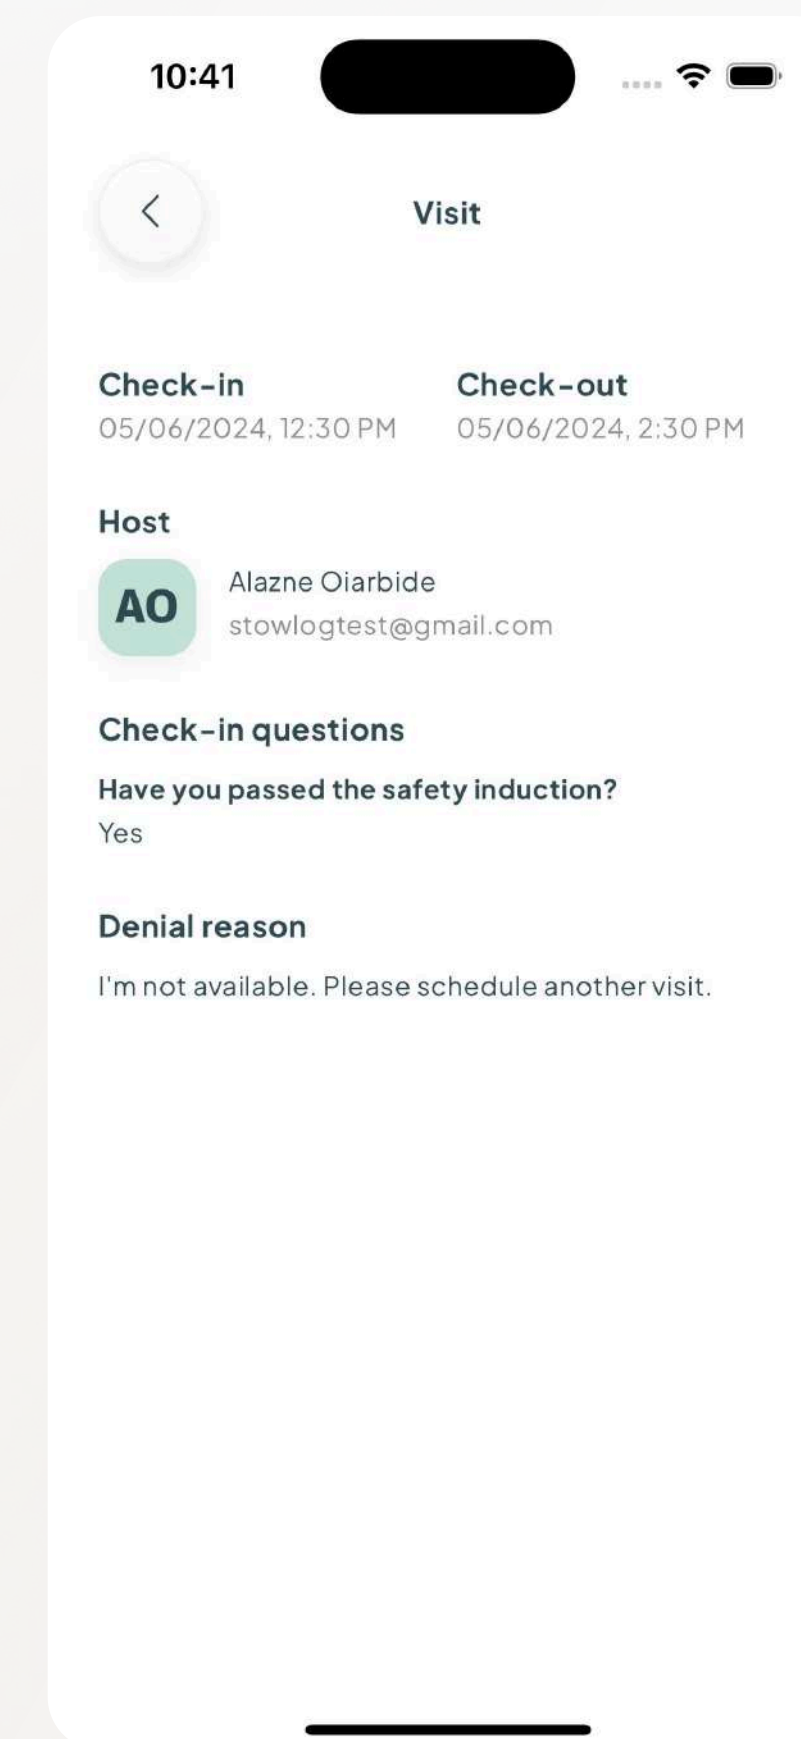 10:41
Visit
Check-in
05/06/2024, 12:30 PM
Check-out
05/06/2024, 2:30 PM
Host
AO
Alazne Oiarbide
stowlogtest@gmail.com
Check-in questions
Have you passed the safety induction?
Yes
Denial reason
I'm not available. Please schedule another visit.